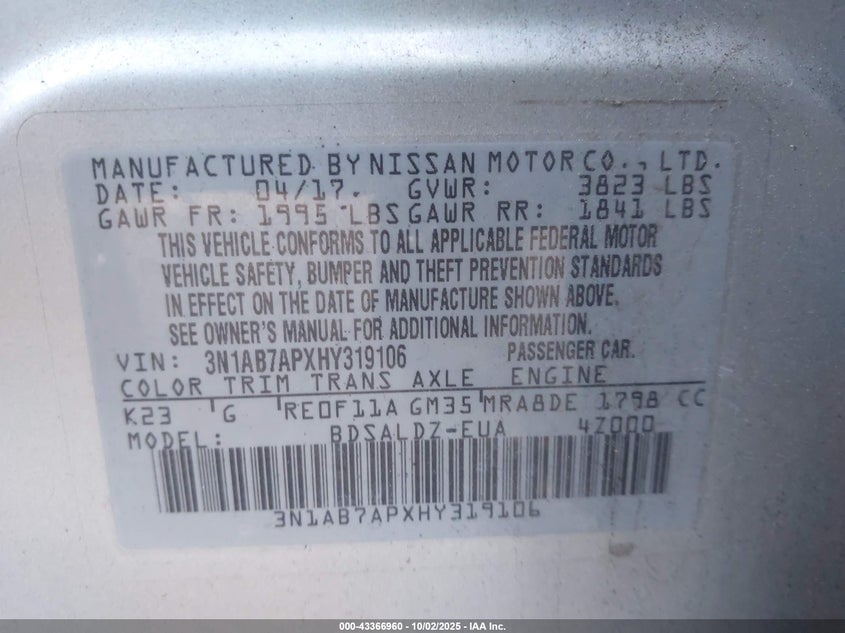 MANUFACTURED BY NISSAN MOTOR CO., LTD.
DATE: 04/17. GVWR: 3823 LBS
GAWR FR: 1995 LBS GAWR RR: 1841 LBS
THIS VEHICLE CONFORMS TO ALL APPLICABLE FEDERAL MOTOR
VEHICLE SAFETY, BUMPER AND THEFT PREVENTION STANDARDS
IN EFFECT ON THE DATE OF MANUFACTURE SHOWN ABOVE.
SEE OWNER'S MANUAL FOR ADDITIONAL INFORMATION.
VIN: 3N1AB7APXHY319106 PASSENGER CAR.
COLOR TRIM TRANS AXLE ENGINE
K23 G RE0F11A GM35 MRA8DE 1798 CC
MODEL: BDSALDZ-EUA 4Z000
3N1AB7APXHY319106
000-43366960 - 10/02/2025 - IAA Inc.